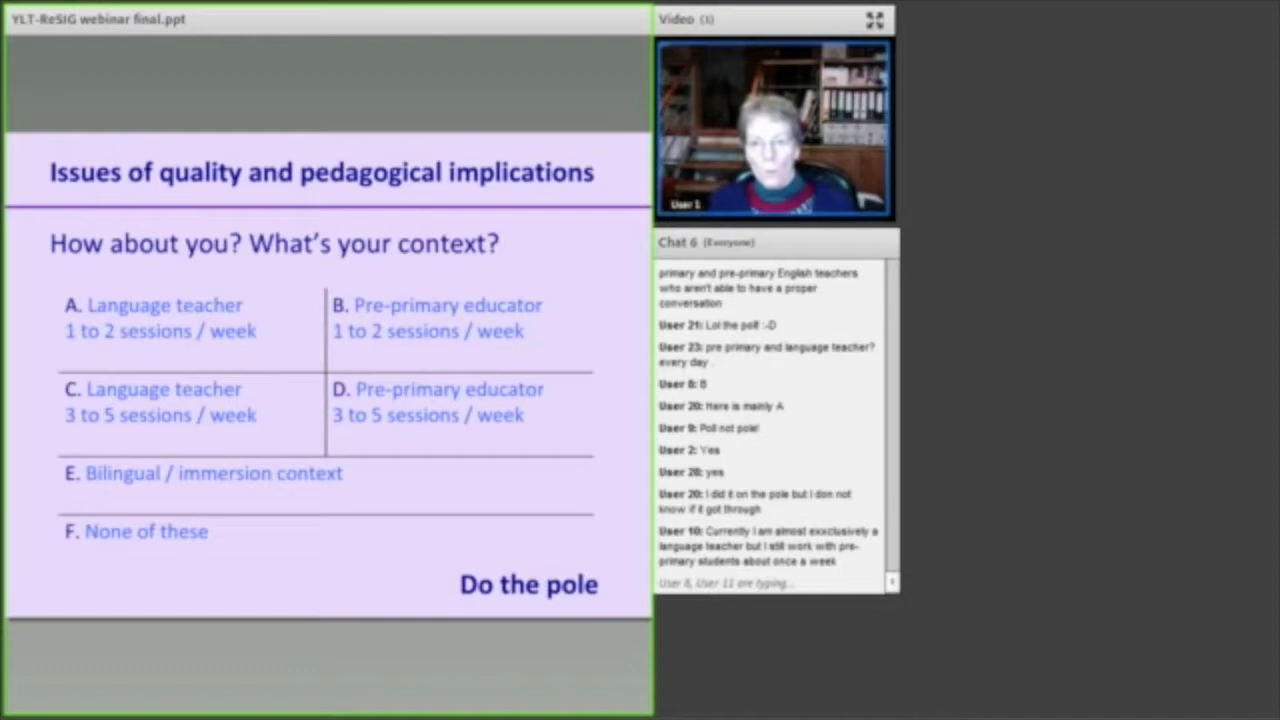 YLT-ReSIG webinar final.ppt
Issues of quality and pedagogical implications
How about you? What's your context?
A. Language teacher
1 to 2 sessions / week
B. Pre-primary educator
1 to 2 sessions / week
C. Language teacher
3 to 5 sessions / week
D. Pre-primary educator
3 to 5 sessions / week
E. Bilingual / immersion context
F. None of these
Do the pole
Video (1)
User 1
Chat 6 (Everyone)
primary and pre-primary English teachers
who aren't able to have a proper
conversation
User 21: Lol the poll! :-D
User 23: pre primary and language teacher?
every day
User 8: B
User 20: Here is mainly A
User 9: Poll not pole!
User 2: Yes
User 28: yes
User 20: I did it on the pole but I don not
know if it got through
User 10: Currently I am almost exxclusively a
language teacher but I still work with pre-
primary students about once a week
User 8, User 11 are typing...